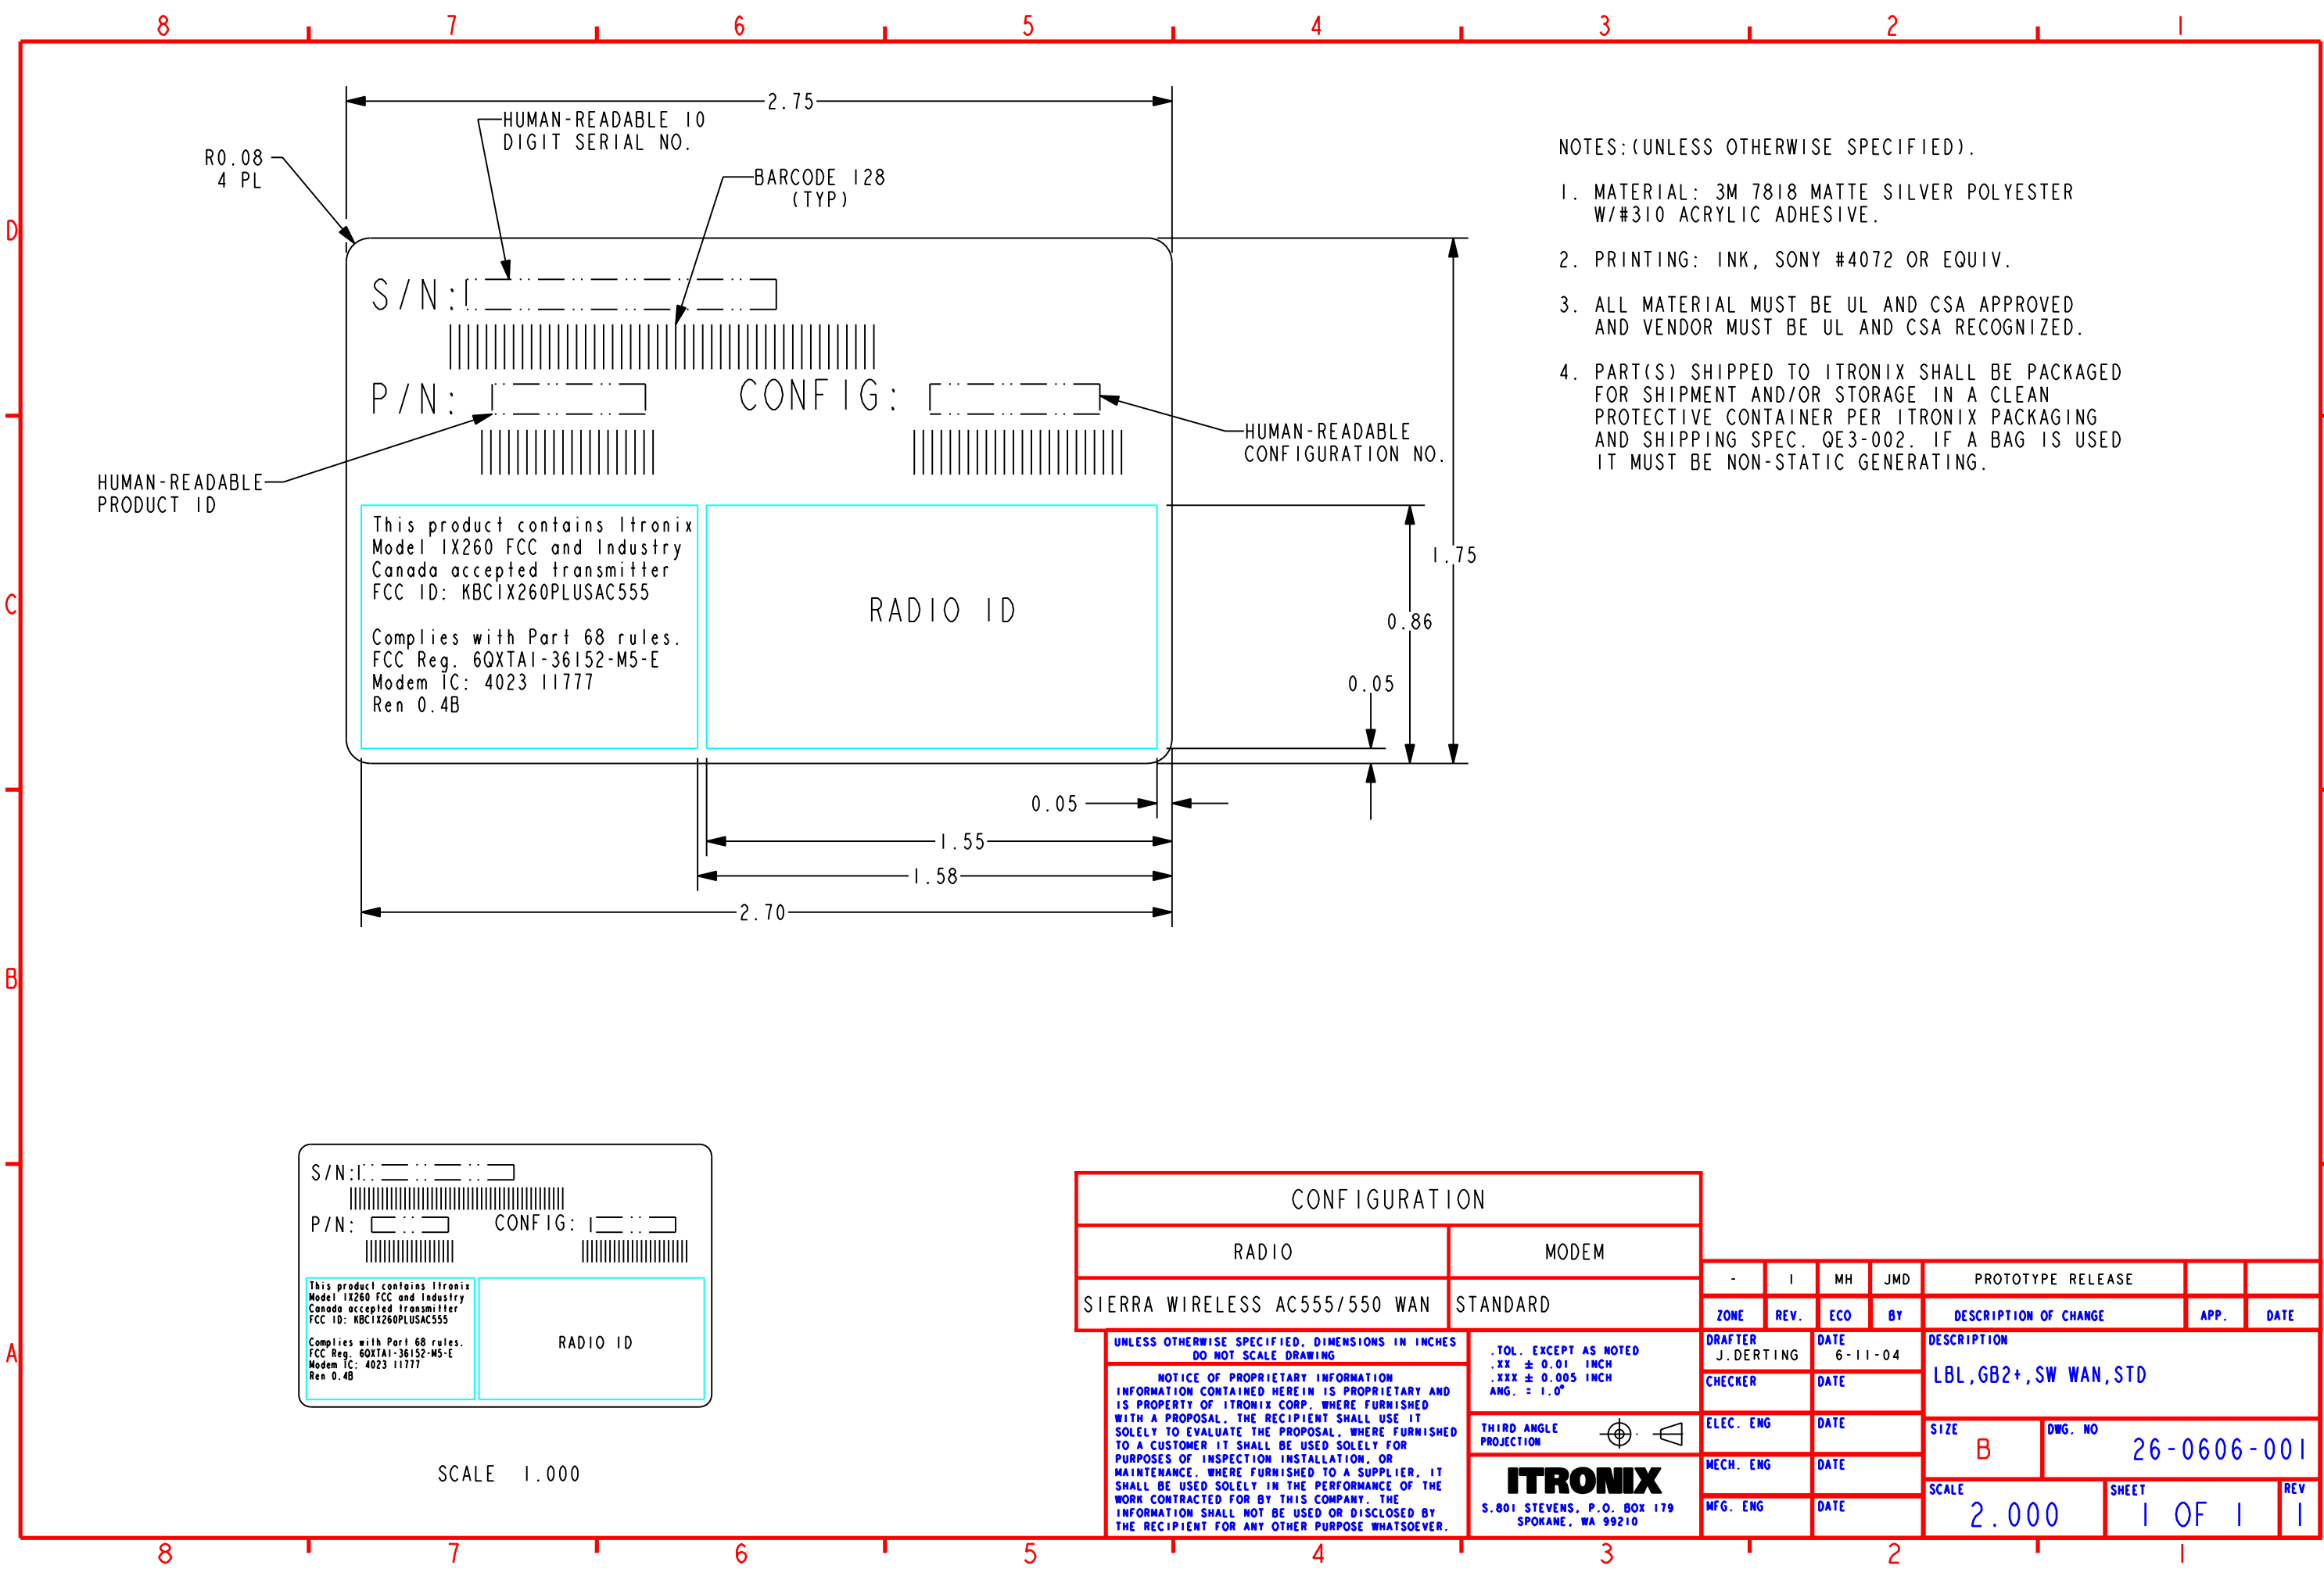 8 7 6 5 4 3 2 1
D
C
B
A
2.75
HUMAN-READABLE 10
DIGIT SERIAL NO.
R0.08
4 PL
BARCODE 128
(TYP)
S/N:
P/N:
CONFIG:
HUMAN-READABLE
CONFIGURATION NO.
HUMAN-READABLE
PRODUCT ID
This product contains Itronix
Model IX260 FCC and Industry
Canada accepted transmitter
FCC ID: KBCIX260PLUSAC555
Complies with Part 68 rules.
FCC Reg. 6QXTAI-36152-M5-E
Modem IC: 4023 11777
Ren 0.4B
RADIO ID
1.75
0.86
0.05
0.05
1.55
1.58
2.70
NOTES:(UNLESS OTHERWISE SPECIFIED).
1. MATERIAL: 3M 7818 MATTE SILVER POLYESTER
W/#310 ACRYLIC ADHESIVE.
2. PRINTING: INK, SONY #4072 OR EQUIV.
3. ALL MATERIAL MUST BE UL AND CSA APPROVED
AND VENDOR MUST BE UL AND CSA RECOGNIZED.
4. PART(S) SHIPPED TO ITRONIX SHALL BE PACKAGED
FOR SHIPMENT AND/OR STORAGE IN A CLEAN
PROTECTIVE CONTAINER PER ITRONIX PACKAGING
AND SHIPPING SPEC. QE3-002. IF A BAG IS USED
IT MUST BE NON-STATIC GENERATING.
S/N:
P/N:
CONFIG:
This product contains Itronix
Model IX260 FCC and Industry
Canada accepted transmitter
FCC ID: KBCIX260PLUSAC555
Complies with Part 68 rules.
FCC Reg. 6QXTAI-36152-M5-E
Modem IC: 4023 11777
Ren 0.4B
RADIO ID
SCALE 1.000
CONFIGURATION
RADIO MODEM
SIERRA WIRELESS AC555/550 WAN STANDARD
- 1 MH JMD PROTOTYPE RELEASE
ZONE REV. ECO BY DESCRIPTION OF CHANGE APP. DATE
UNLESS OTHERWISE SPECIFIED, DIMENSIONS IN INCHES
DO NOT SCALE DRAWING
NOTICE OF PROPRIETARY INFORMATION
INFORMATION CONTAINED HEREIN IS PROPRIETARY AND
IS PROPERTY OF ITRONIX CORP. WHERE FURNISHED
WITH A PROPOSAL, THE RECIPIENT SHALL USE IT
SOLELY TO EVALUATE THE PROPOSAL, WHERE FURNISHED
TO A CUSTOMER IT SHALL BE USED SOLELY FOR
PURPOSES OF INSPECTION INSTALLATION, OR
MAINTENANCE. WHERE FURNISHED TO A SUPPLIER, IT
SHALL BE USED SOLELY IN THE PERFORMANCE OF THE
WORK CONTRACTED FOR BY THIS COMPANY. THE
INFORMATION SHALL NOT BE USED OR DISCLOSED BY
THE RECIPIENT FOR ANY OTHER PURPOSE WHATSOEVER.
.TOL. EXCEPT AS NOTED
.XX ± 0.01 INCH
.XXX ± 0.005 INCH
ANG. = 1.0°
THIRD ANGLE
PROJECTION
ITRONIX
S.801 STEVENS, P.O. BOX 179
SPOKANE, WA 99210
DRAFTER DATE
J.DERTING 6-11-04
CHECKER DATE
ELEC. ENG DATE
MECH. ENG DATE
MFG. ENG DATE
DESCRIPTION
LBL,GB2+,SW WAN,STD
SIZE
B
DWG. NO
26-0606-001
SCALE
2.000
SHEET
1 OF 1
REV
1
8 7 6 5 4 3 2 1